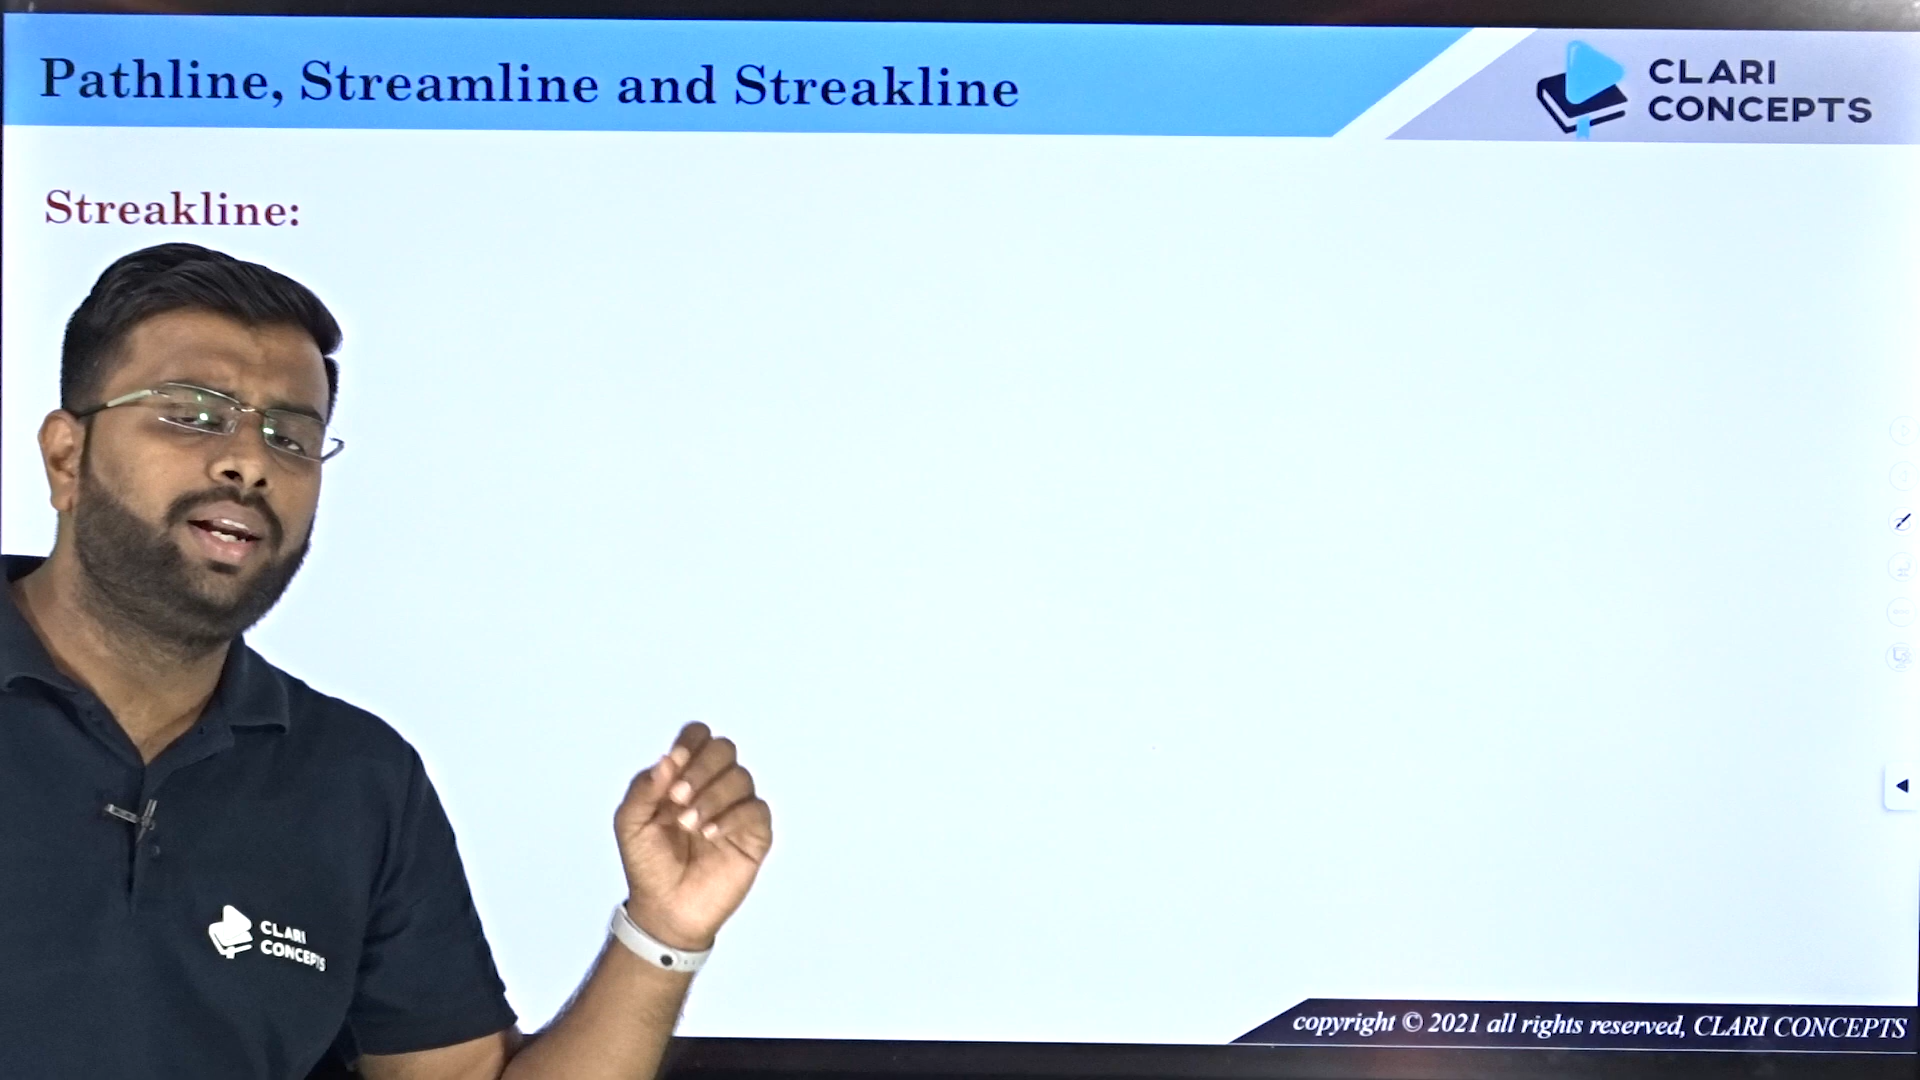 Pathline, Streamline and Streakline
CLARI
CONCEPTS
Streakline:
CLARI
CONCEPTS
copyright © 2021 all rights reserved, CLARI CONCEPTS